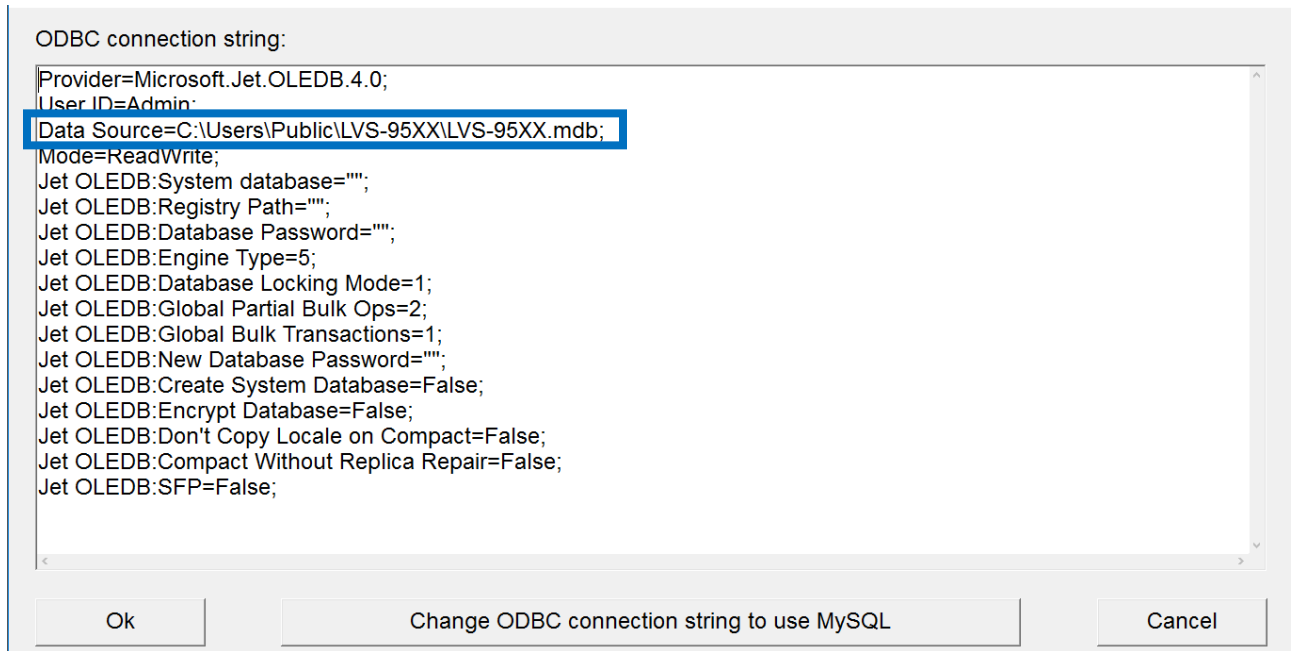 ODBC connection string:
Provider=Microsoft.Jet.OLEDB.4.0;
User ID=Admin;
Data Source=C:\Users\Public\LVS-95XX\LVS-95XX.mdb;
Mode=ReadWrite;
Jet OLEDB:System database="";
Jet OLEDB:Registry Path="";
Jet OLEDB:Database Password="";
Jet OLEDB:Engine Type=5;
Jet OLEDB:Database Locking Mode=1;
Jet OLEDB:Global Partial Bulk Ops=2;
Jet OLEDB:Global Bulk Transactions=1;
Jet OLEDB:New Database Password="";
Jet OLEDB:Create System Database=False;
Jet OLEDB:Encrypt Database=False;
Jet OLEDB:Don't Copy Locale on Compact=False;
Jet OLEDB:Compact Without Replica Repair=False;
Jet OLEDB:SFP=False;
Ok
Change ODBC connection string to use MySQL
Cancel